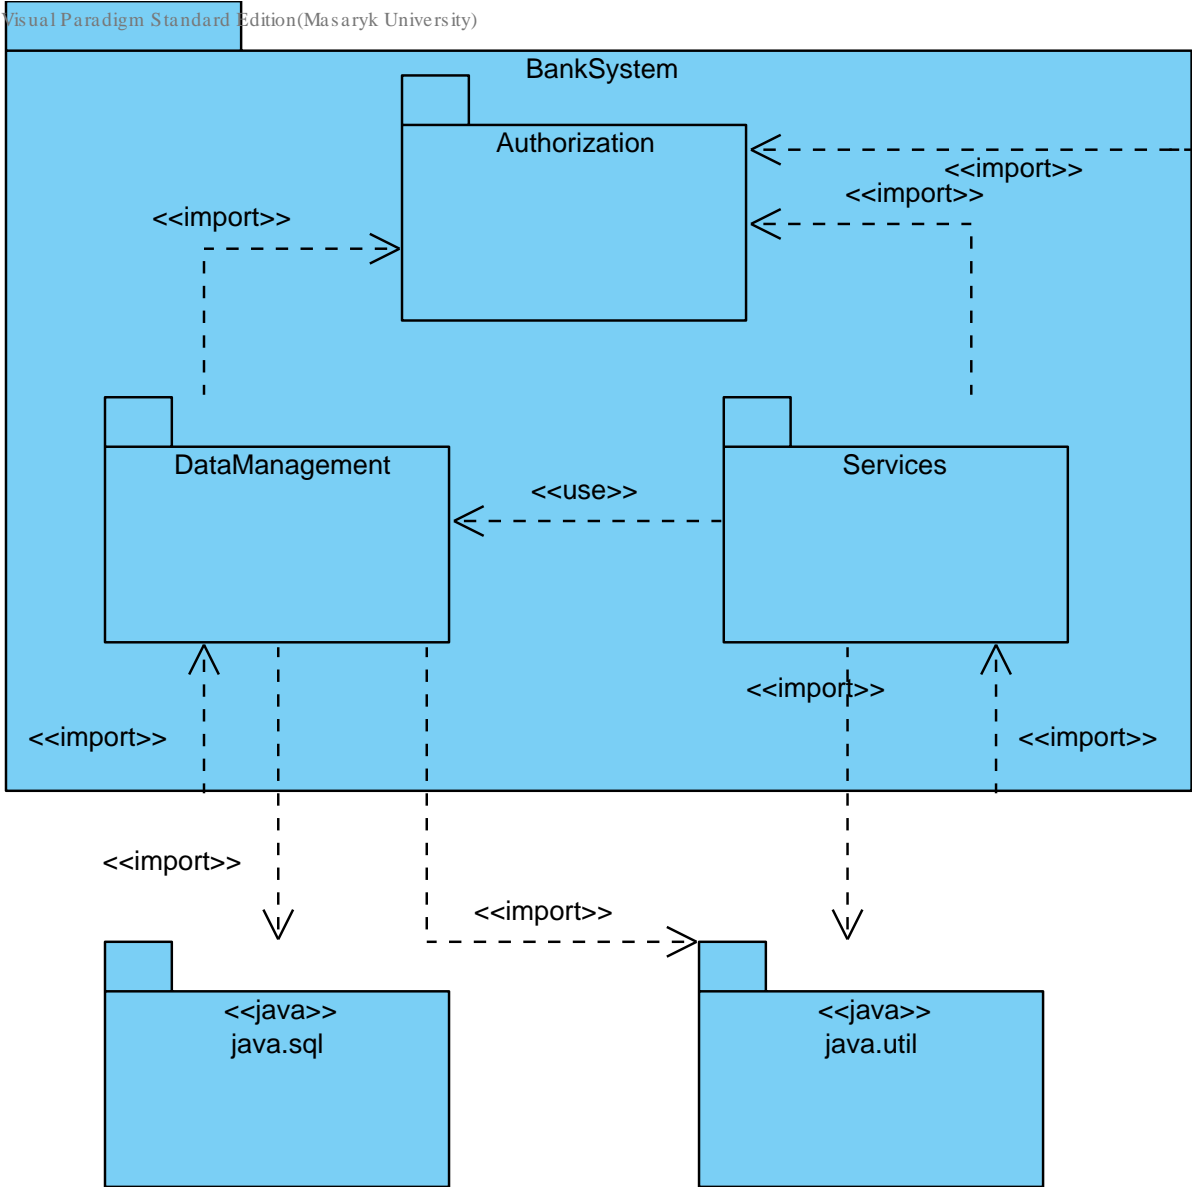 Visual Paradigm Standard Edition(Masaryk University)
BankSystem
Authorization
<<import>>
<<import>>
<<import>>
DataManagement
Services
<<use>>
<<import>>
<<import>>
<<import>>
<<import>>
<<import>>
<<java>>
java.sql
<<java>>
java.util